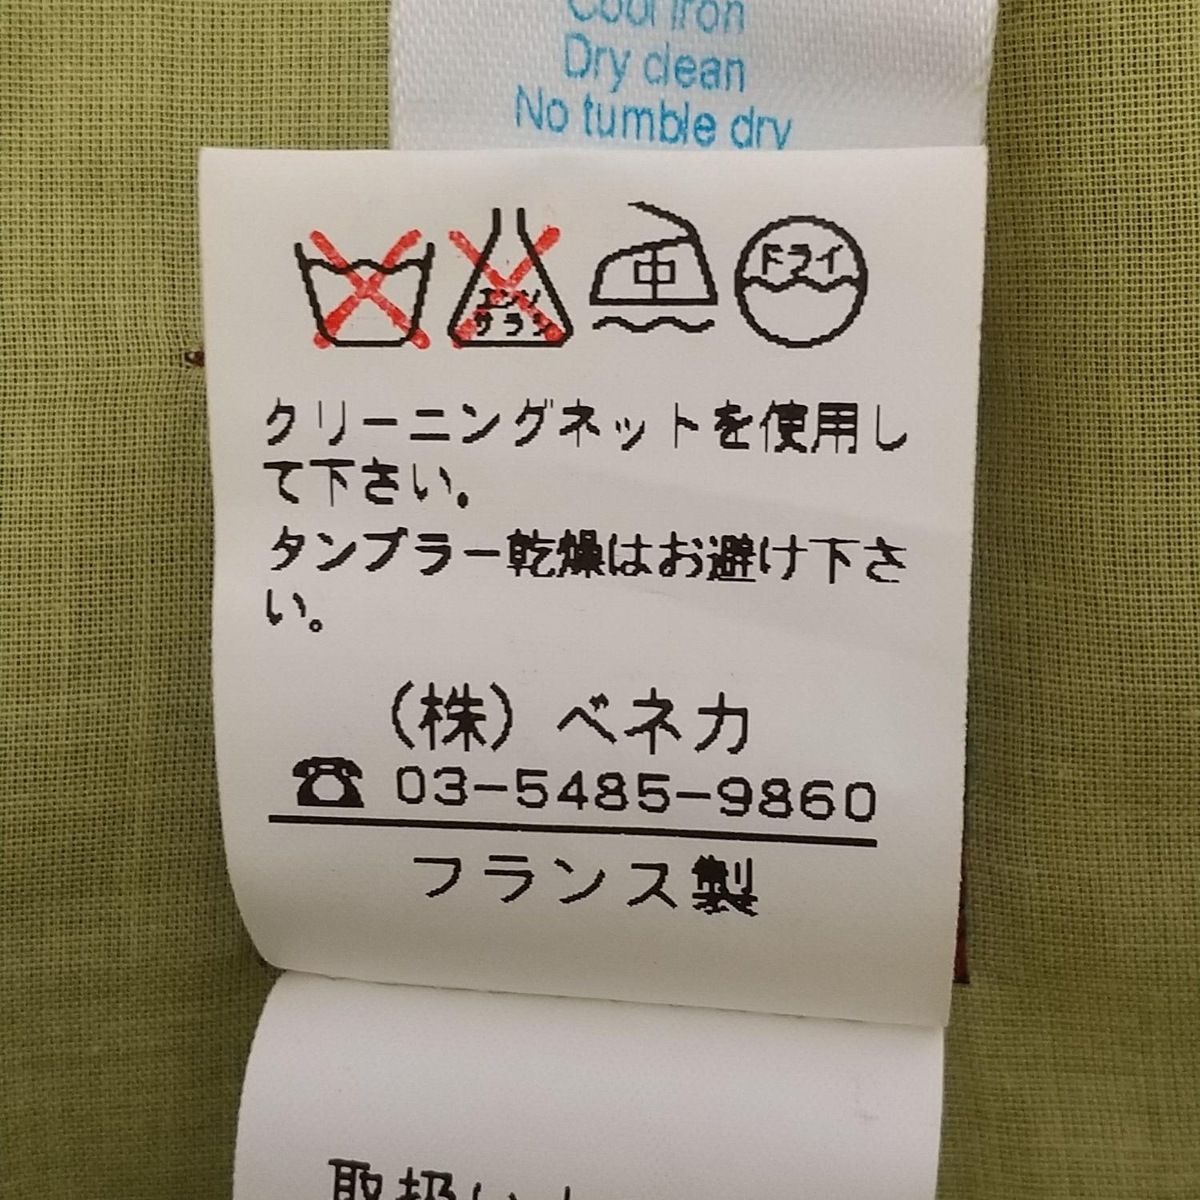 Cool iron
Dry clean
No tumble dry
エンソ
サラシ
中
ドライ
クリーニングネットを使用し
て下さい。
タンブラー乾燥はお避け下さ
い。
(株) ベネカ
☎ 03-5485-9860
フランス製
取扱い